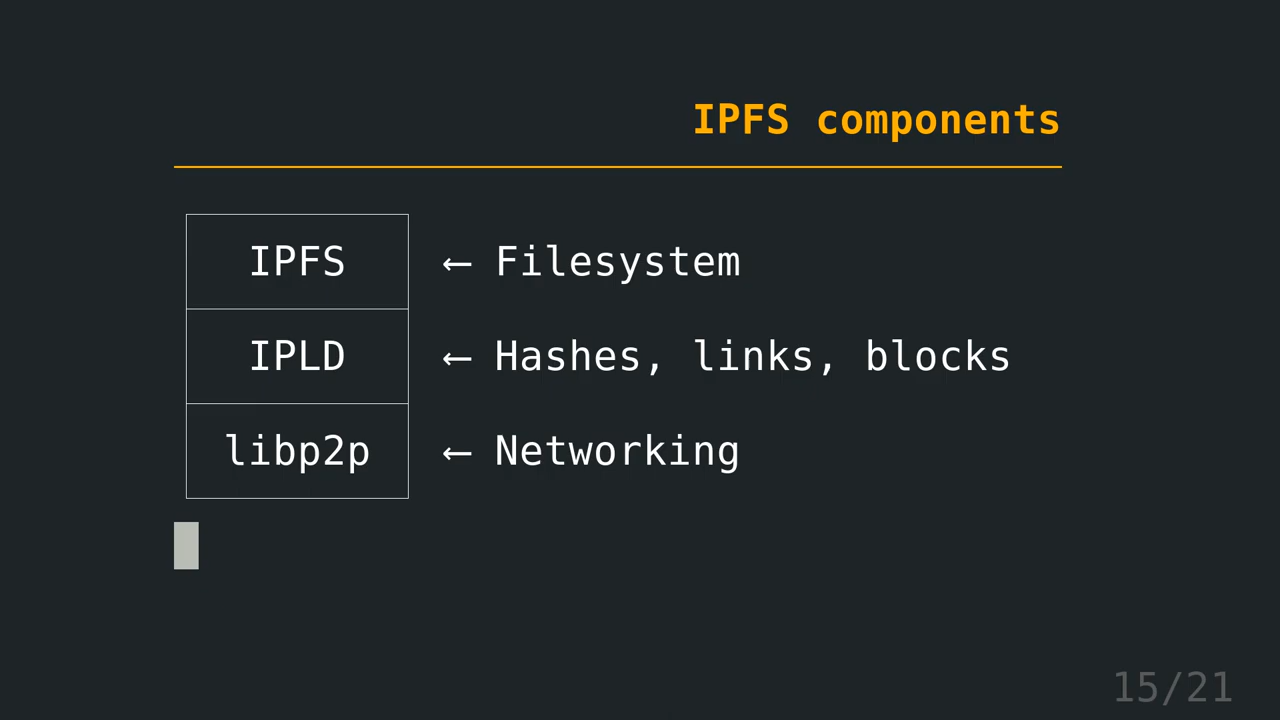 IPFS components
IPFS ← Filesystem
IPLD ← Hashes, links, blocks
libp2p ← Networking
15/21